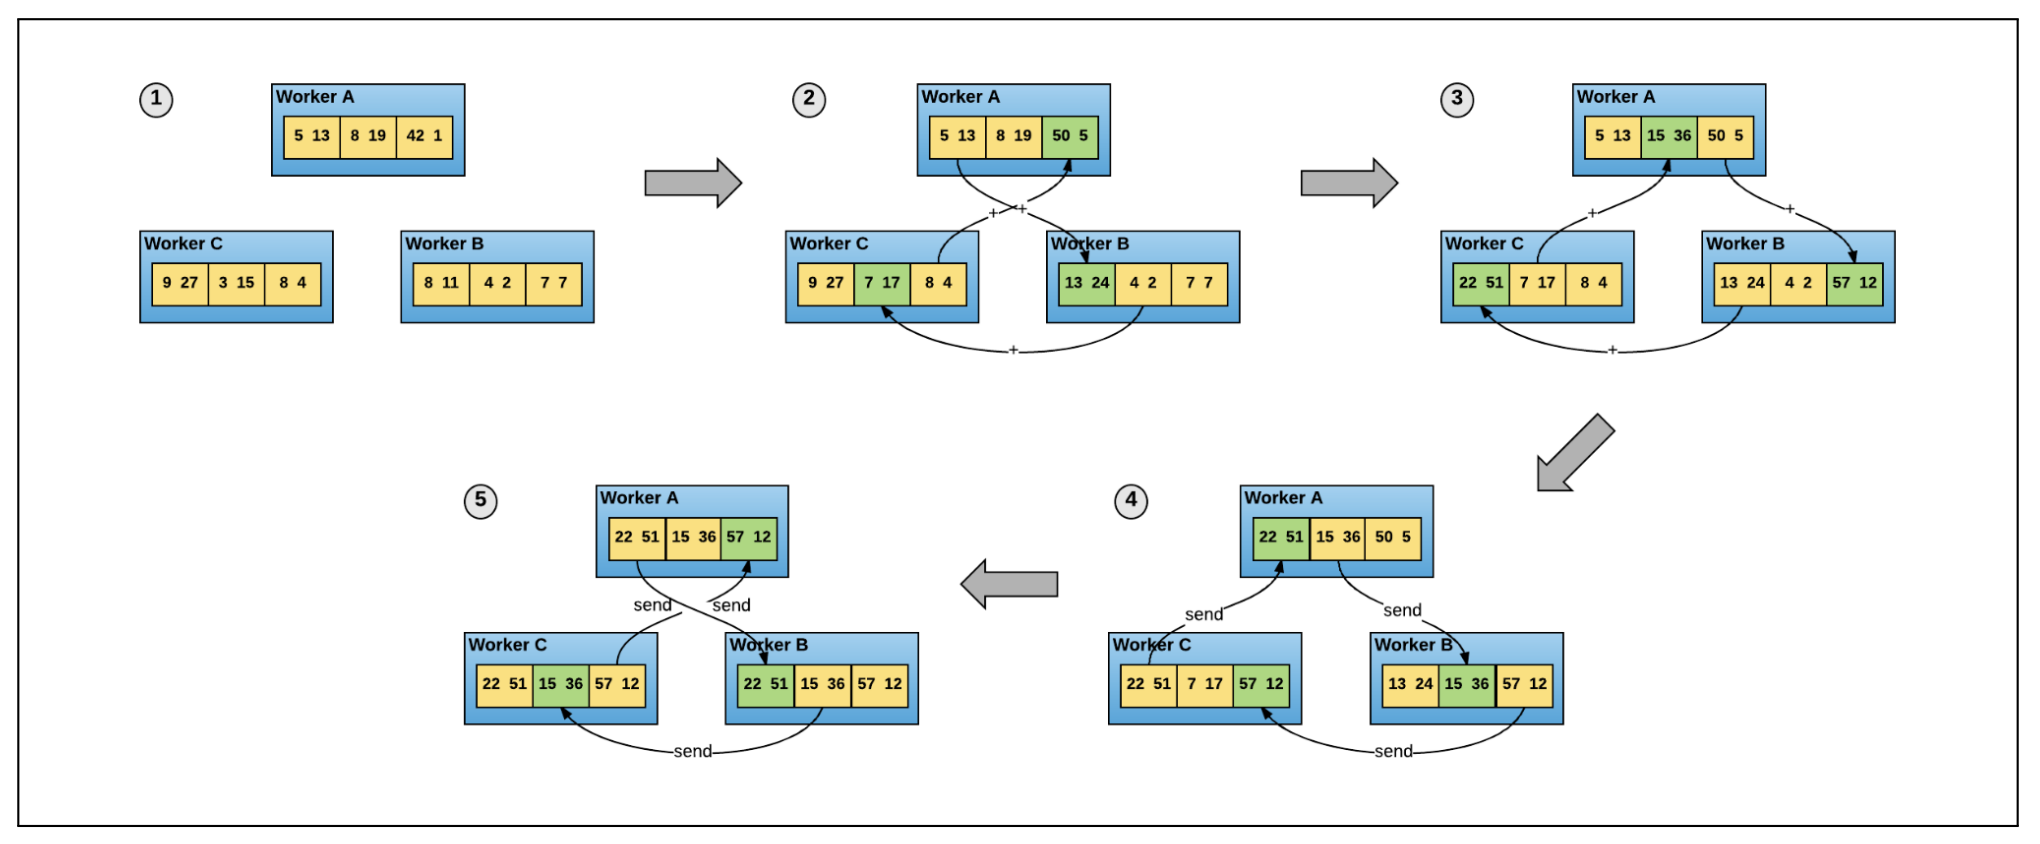 1
Worker A
5 13 8 19 42 1
Worker C
9 27 3 15 8 4
Worker B
8 11 4 2 7 7
2
Worker A
5 13 8 19 50 5
+ +
Worker C
9 27 7 17 8 4
Worker B
13 24 4 2 7 7
+
3
Worker A
5 13 15 36 50 5
+ +
Worker C
22 51 7 17 8 4
Worker B
13 24 4 2 57 12
+
5
Worker A
22 51 15 36 57 12
send send
Worker C
22 51 15 36 57 12
Worker B
22 51 15 36 57 12
send
4
Worker A
22 51 15 36 50 5
send send
Worker C
22 51 7 17 57 12
Worker B
13 24 15 36 57 12
send